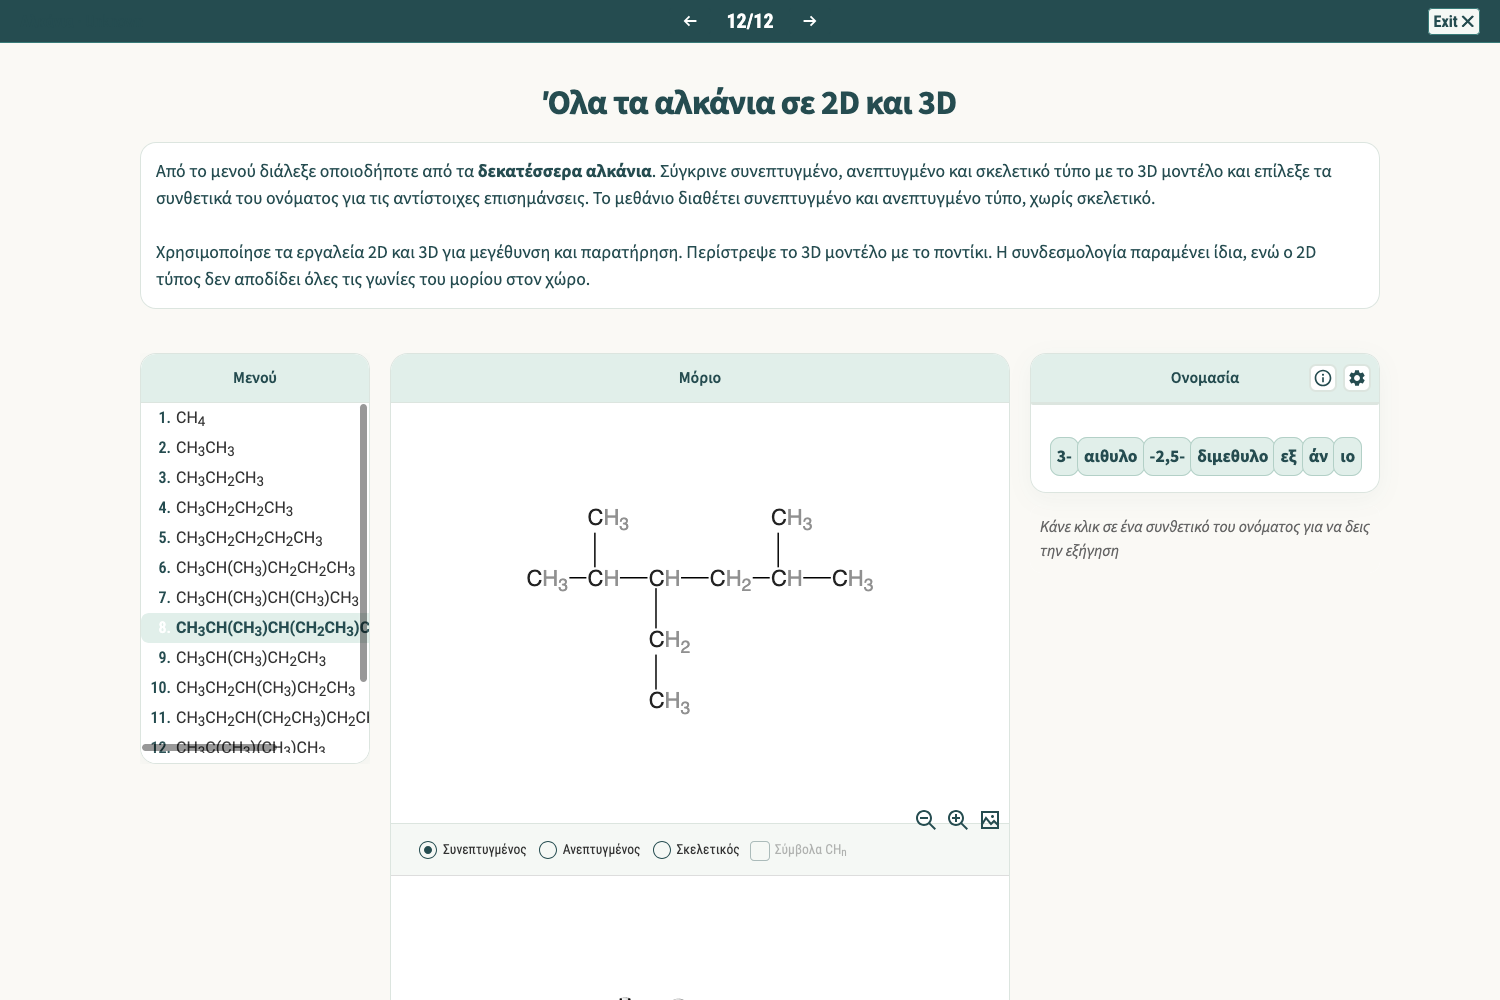 12/12
Exit
Όλα τα αλκάνια σε 2D και 3D
Από το μενού διάλεξε οποιοδήποτε από τα δεκατέσσερα αλκάνια. Σύγκρινε συνεπτυγμένο, ανεπτυγμένο και σκελετικό τύπο με το 3D μοντέλο και επίλεξε τα
συνθετικά του ονόματος για τις αντίστοιχες επισημάνσεις. Το μεθάνιο διαθέτει συνεπτυγμένο και ανεπτυγμένο τύπο, χωρίς σκελετικό.
Χρησιμοποίησε τα εργαλεία 2D και 3D για μεγέθυνση και παρατήρηση. Περίστρεψε το 3D μοντέλο με το ποντίκι. Η συνδεσμολογία παραμένει ίδια, ενώ ο 2D
τύπος δεν αποδίδει όλες τις γωνίες του μορίου στον χώρο.
Μενού
1. CH4
2. CH3CH3
3. CH3CH2CH3
4. CH3CH2CH2CH3
5. CH3CH2CH2CH2CH3
6. CH3CH(CH3)CH2CH2CH3
7. CH3CH(CH3)CH(CH3)CH3
8. CH3CH(CH3)CH(CH2CH3)C
9. CH3CH(CH3)CH2CH3
10. CH3CH2CH(CH3)CH2CH3
11. CH3CH2CH(CH2CH3)CH2CH
12. CH3C(CH3)(CH3)CH3
Μόριο
CH3 CH3
CH3 CH CH CH2 CH CH3
CH2
CH3
Συνεπτυγμένος Ανεπτυγμένος Σκελετικός Σύμβολα CHn
Ονομασία
3- αιθυλο -2,5- διμεθυλο εξ άν ιο
Κάνε κλικ σε ένα συνθετικό του ονόματος για να δεις
την εξήγηση